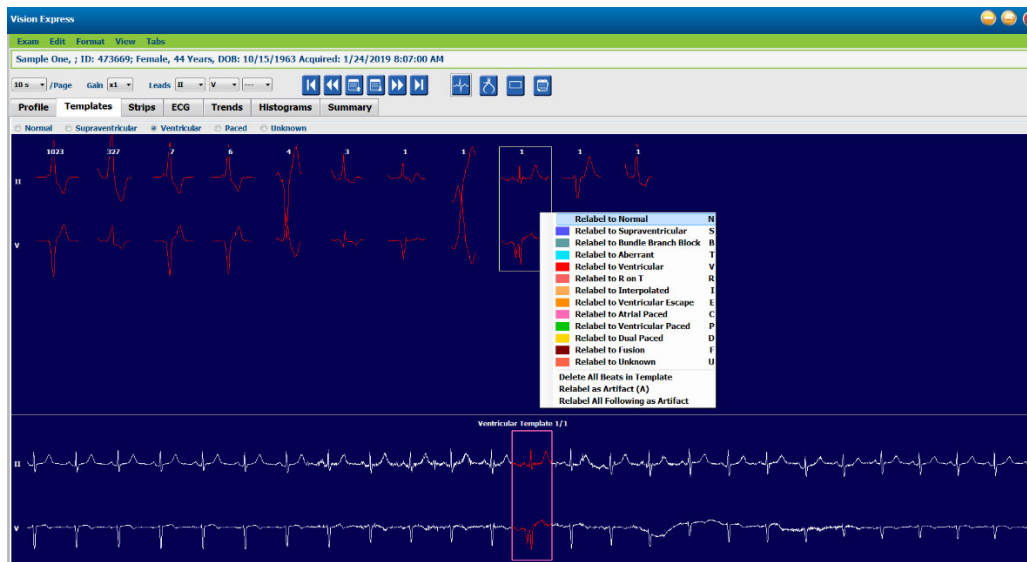 Vision Express
Exam Edit Format View Tabs
Sample One, ; ID: 473669; Female, 44 Years, DOB: 10/15/1963 Acquired: 1/24/2019 8:07:00 AM
10 s /Page Gain x1 Leads II V ---
Profile Templates Strips ECG Trends Histograms Summary
Normal Supraventricular Ventricular Paced Unknown
1023 327 7 6 4 3 1 1 1 1 1
II
V
Relabel to Normal N
Relabel to Supraventricular S
Relabel to Bundle Branch Block B
Relabel to Aberrant T
Relabel to Ventricular V
Relabel to R on T R
Relabel to Interpolated I
Relabel to Ventricular Escape E
Relabel to Atrial Paced C
Relabel to Ventricular Paced P
Relabel to Dual Paced D
Relabel to Fusion F
Relabel to Unknown U
Delete All Beats in Template
Relabel as Artifact (A)
Relabel All Following as Artifact
Ventricular Template 1/1
II
V